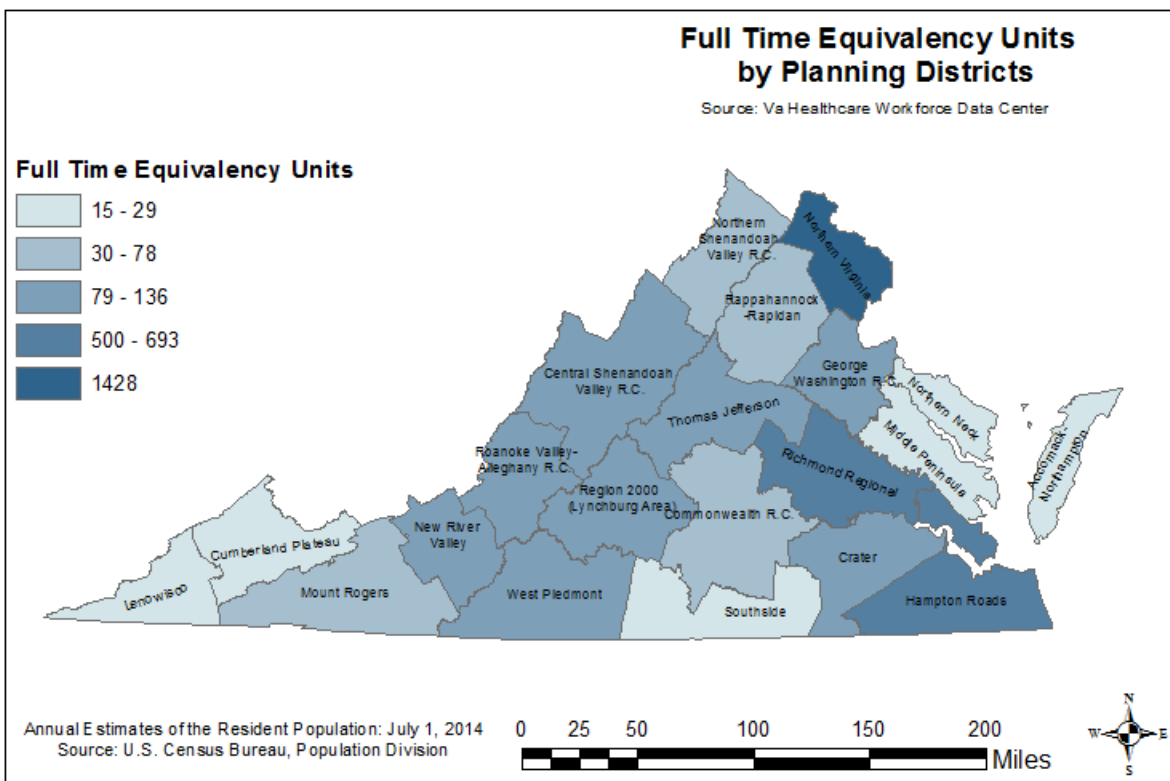 Full Time Equivalency Units
by Planning Districts
Source: Va Healthcare Workforce Data Center
Full Time Equivalency Units
15 - 29
30 - 78
79 - 136
500 - 693
1428
Northern
Shenandoah
Valley R.C.
Northern Virginia
Rappahannock
-Rapidan
Central Shenandoah
Valley R.C.
George
Washington R.C.
Northern Neck
Thomas Jefferson
Middle Peninsula
Accomack-
Northampton
Roanoke Valley-
Alleghany R.C.
Richmond Regional
Region 2000
(Lynchburg Area)
Commonwealth R.C.
New River
Valley
Cumberland Plateau
Crater
Lenowisco
Mount Rogers
West Piedmont
Southside
Hampton Roads
Annual Estimates of the Resident Population: July 1, 2014
Source: U.S. Census Bureau, Population Division
0 25 50 100 150 200
Miles
N
W E
S